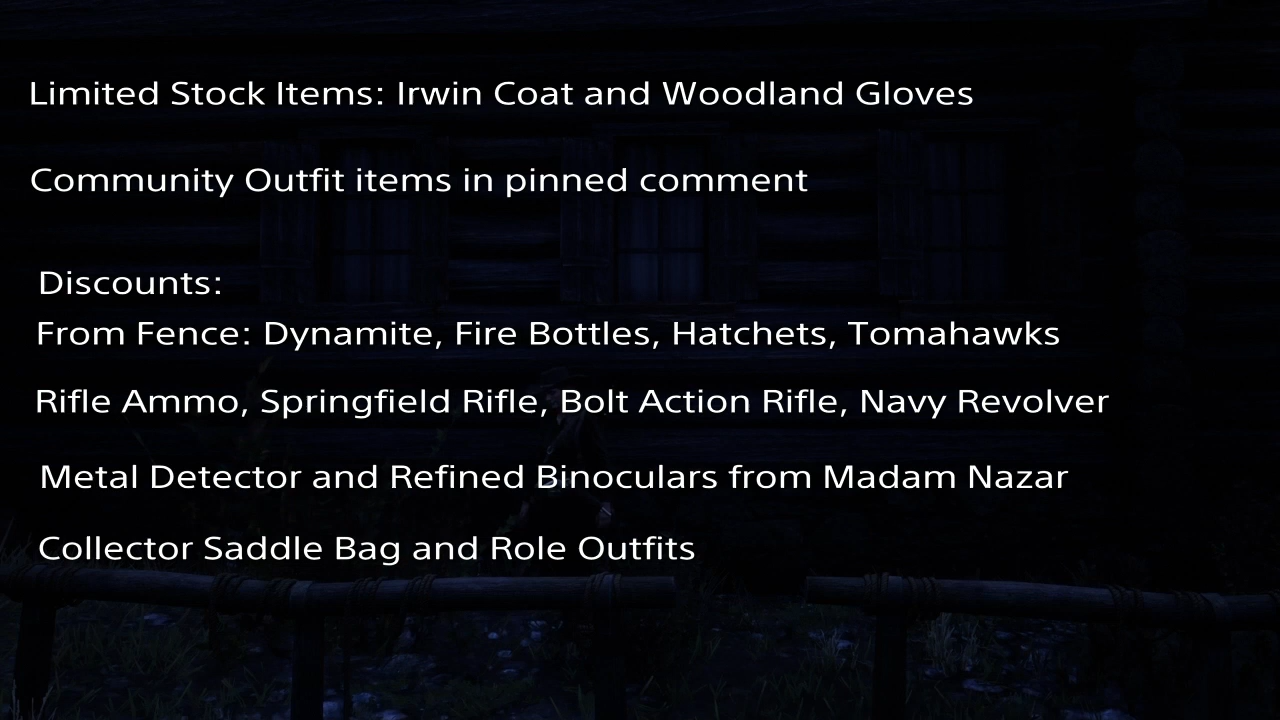 Limited Stock Items: Irwin Coat and Woodland Gloves
Community Outfit items in pinned comment
Discounts:
From Fence: Dynamite, Fire Bottles, Hatchets, Tomahawks
Rifle Ammo, Springfield Rifle, Bolt Action Rifle, Navy Revolver
Metal Detector and Refined Binoculars from Madam Nazar
Collector Saddle Bag and Role Outfits